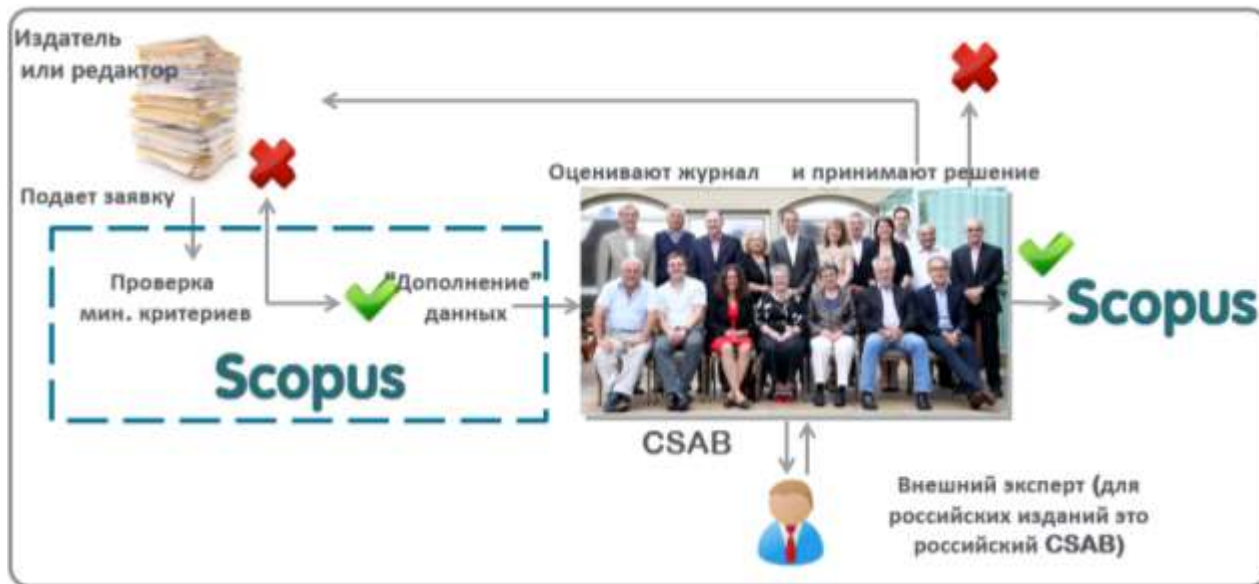 Издатель
или редактор
Подает заявку
Проверка
мин. критериев
"Дополнение"
данных
Scopus
Оценивают журнал и принимают решение
CSAB
Scopus
Внешний эксперт (для
российских изданий это
российский CSAB)